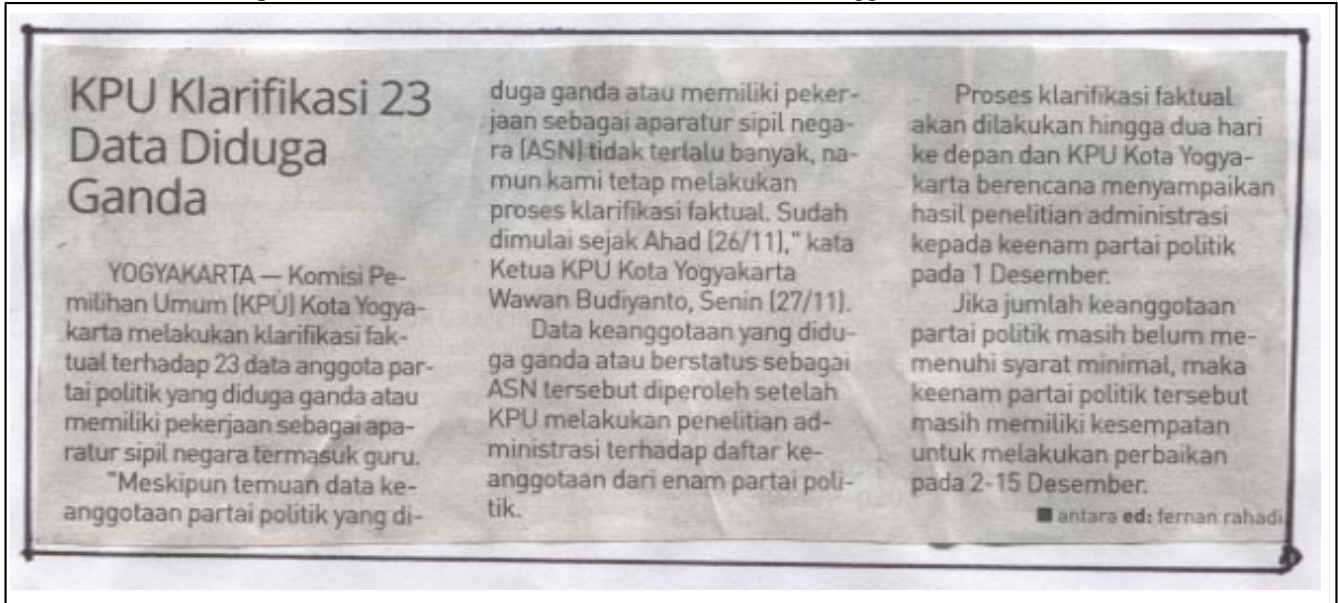 KPU Klarifikasi 23
Data Diduga
Ganda
YOGYAKARTA — Komisi Pe-
milihan Umum (KPU) Kota Yogya-
karta melakukan klarifikasi fak-
tual terhadap 23 data anggota par-
tai politik yang diduga ganda atau
memiliki pekerjaan sebagai apa-
ratur sipil negara termasuk guru.
"Meskipun temuan data ke-
anggotaan partai politik yang di-
duga ganda atau memiliki peker-
jaan sebagai aparatur sipil nega-
ra (ASN) tidak terlalu banyak, na-
mun kami tetap melakukan
proses klarifikasi faktual. Sudah
dimulai sejak Ahad (26/11)," kata
Ketua KPU Kota Yogyakarta
Wawan Budiyanto, Senin (27/11).
Data keanggotaan yang didu-
ga ganda atau berstatus sebagai
ASN tersebut diperoleh setelah
KPU melakukan penelitian ad-
ministrasi terhadap daftar ke-
anggotaan dari enam partai poli-
tik.
Proses klarifikasi faktual
akan dilakukan hingga dua hari
ke depan dan KPU Kota Yogya-
karta berencana menyampaikan
hasil penelitian administrasi
kepada keenam partai politik
pada 1 Desember.
Jika jumlah keanggotaan
partai politik masih belum me-
menuhi syarat minimal, maka
keenam partai politik tersebut
masih memiliki kesempatan
untuk melakukan perbaikan
pada 2-15 Desember.
■ antara ed: fernan rahadi